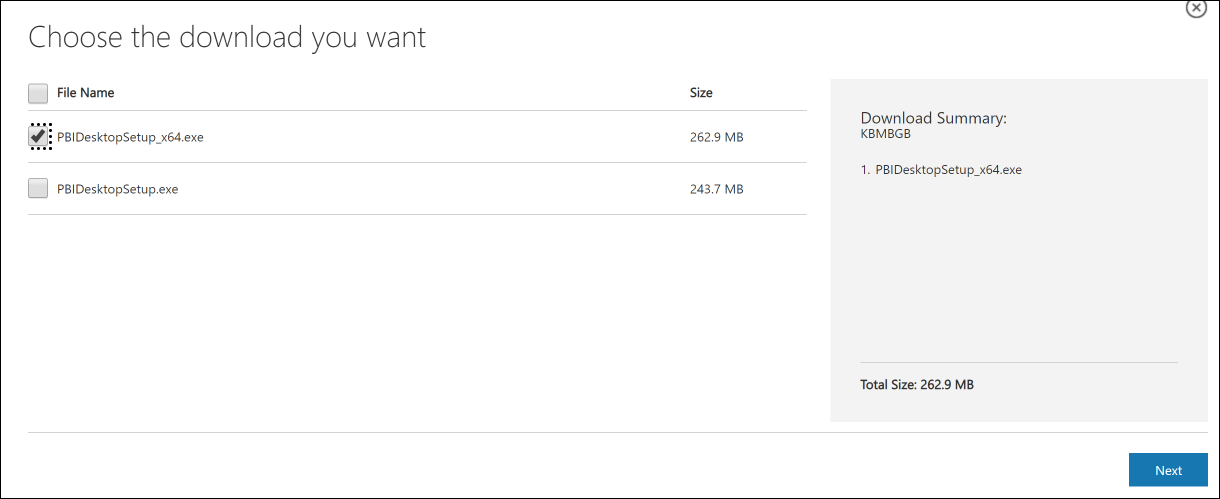 Choose the download you want
File Name Size
PBIDesktopSetup_x64.exe 262.9 MB
PBIDesktopSetup.exe 243.7 MB
Download Summary:
KBMBGB
1. PBIDesktopSetup_x64.exe
Total Size: 262.9 MB
Next